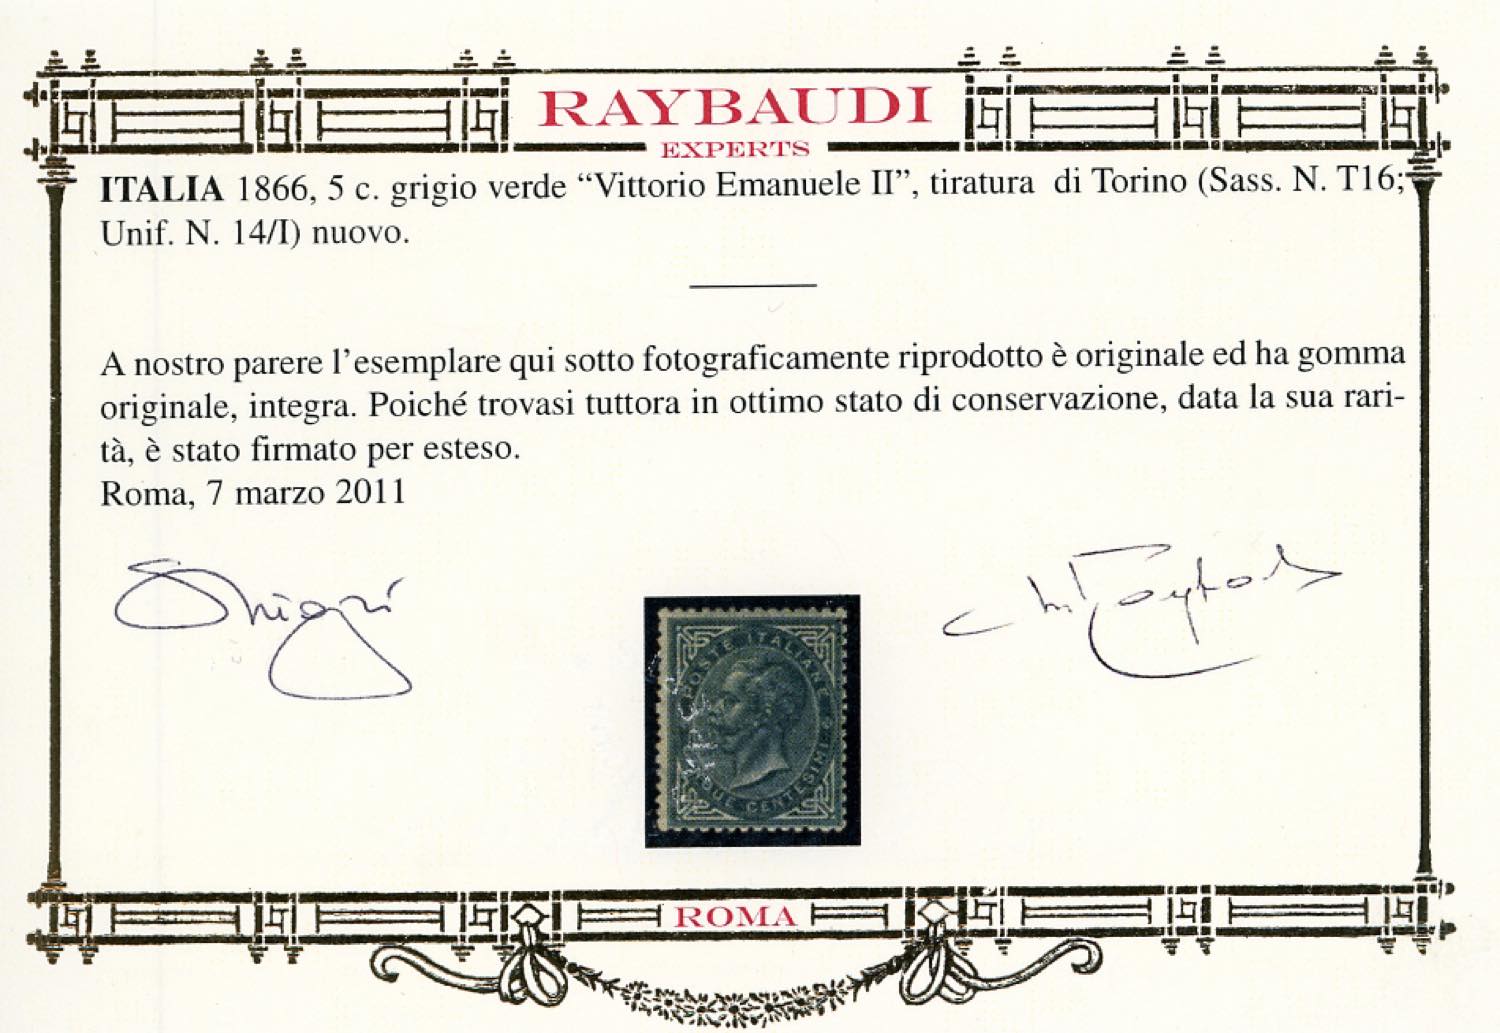 RAYBAUDI
EXPERTS
ITALIA 1866, 5 c. grigio verde “Vittorio Emanuele II”, tiratura di Torino (Sass. N. T16;
Unif. N. 14/I) nuovo.
A nostro parere l’esemplare qui sotto fotograficamente riprodotto è originale ed ha gomma
originale, integra. Poiché trovasi tuttora in ottimo stato di conservazione, data la sua rari-
tà, è stato firmato per esteso.
Roma, 7 marzo 2011
POSTE ITALIANE
DUE CENTESIMI
ROMA